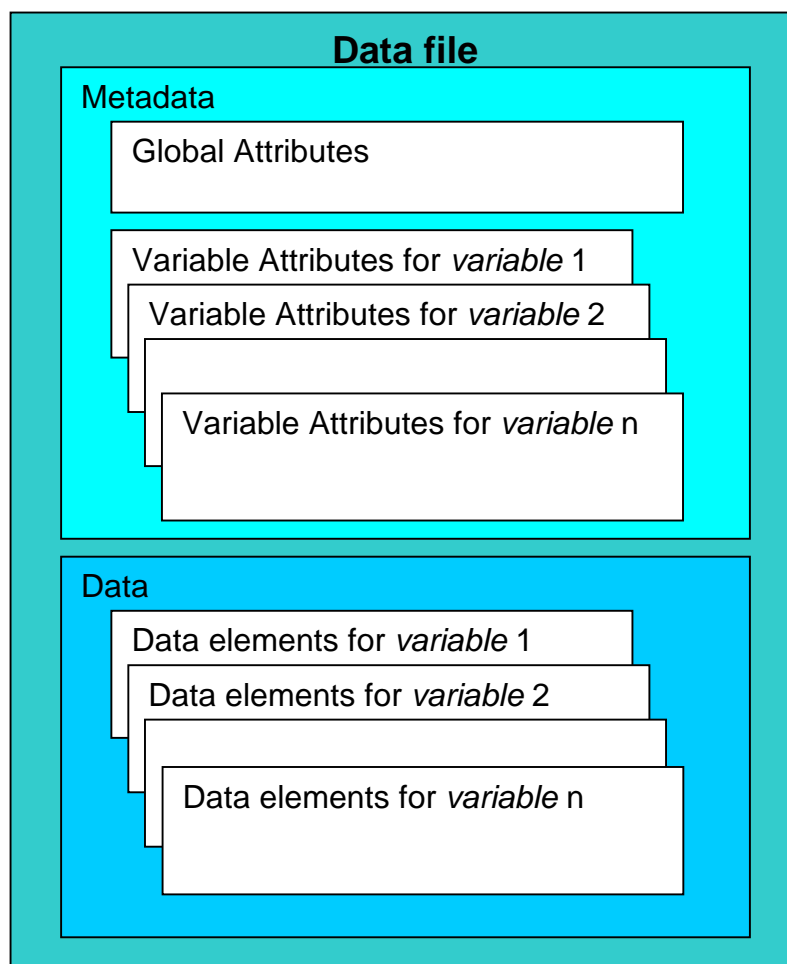 Data file
Metadata
Global Attributes
Variable Attributes for variable 1
Variable Attributes for variable 2
Variable Attributes for variable n
Data
Data elements for variable 1
Data elements for variable 2
Data elements for variable n